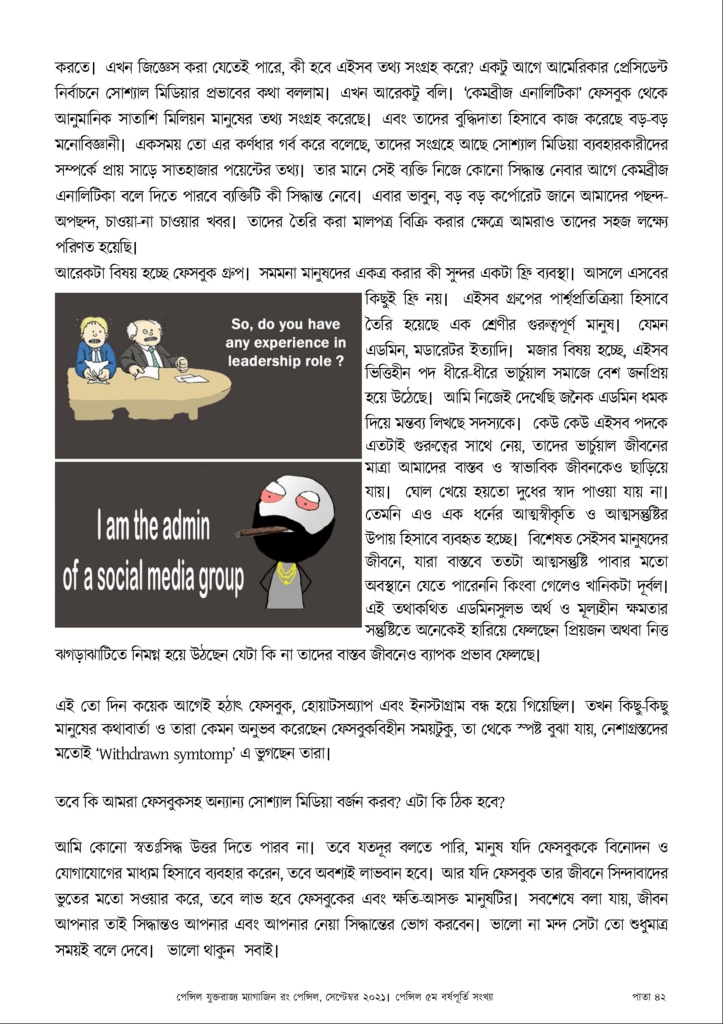 করতে। এখন জিজ্ঞেস করা যেতেই পারে, কী হবে এইসব তথ্য সংগ্রহ করে? একটু আগে আমেরিকার প্রেসিডেন্ট
নির্বাচনে সোশ্যাল মিডিয়ার প্রভাবের কথা বললাম। এখন আরেকটু বলি। ‘কেমব্রীজ এনালিটিকা’ ফেসবুক থেকে
আনুমানিক সাতাশি মিলিয়ন মানুষের তথ্য সংগ্রহ করেছে। এবং তাদের বুদ্ধিদাতা হিসাবে কাজ করেছে বড়-বড়
মনোবিজ্ঞানী। একসময় তো এর কর্ণধার গর্ব করে বলেছে, তাদের সংগ্রহে আছে সোশ্যাল মিডিয়া ব্যবহারকারীদের
সম্পর্কে প্রায় সাড়ে সাতহাজার পয়েন্টের তথ্য। তার মানে সেই ব্যক্তি নিজে কোনো সিদ্ধান্ত নেবার আগে কেমব্রীজ
এনালিটিকা বলে দিতে পারবে ব্যক্তিটি কী সিদ্ধান্ত নেবে। এবার ভাবুন, বড় বড় কর্পোরেট জানে আমাদের পছন্দ-
অপছন্দ, চাওয়া-না চাওয়ার খবর। তাদের তৈরি করা মালপত্র বিক্রি করার ক্ষেত্রে আমরাও তাদের সহজ লক্ষ্যে
পরিণত হয়েছি।
আরেকটা বিষয় হচ্ছে ফেসবুক গ্রুপ। সমমনা মানুষদের একত্র করার কী সুন্দর একটা ফ্রি ব্যবস্থা। আসলে এসবের
কিছুই ফ্রি নয়। এইসব গ্রুপের পার্শ্বপ্রতিক্রিয়া হিসাবে
তৈরি হয়েছে এক শ্রেণীর গুরুত্বপূর্ণ মানুষ। যেমন
এডমিন, মডারেটর ইত্যাদি। মজার বিষয় হচ্ছে, এইসব
ভিত্তিহীন পদ ধীরে-ধীরে ভার্চুয়াল সমাজে বেশ জনপ্রিয়
হয়ে উঠেছে। আমি নিজেই দেখেছি জনৈক এডমিন ধমক
দিয়ে মন্তব্য লিখছে সদস্যকে। কেউ কেউ এইসব পদকে
এতটাই গুরুত্বের সাথে নেয়, তাদের ভার্চুয়াল জীবনের
মাত্রা আমাদের বাস্তব ও স্বাভাবিক জীবনকেও ছাড়িয়ে
যায়। ঘোল খেয়ে হয়তো দুধের স্বাদ পাওয়া যায় না।
তেমনি এও এক ধর্নের আত্মস্বীকৃতি ও আত্মসন্তুষ্টির
উপায় হিসাবে ব্যবহৃত হচ্ছে। বিশেষত সেইসব মানুষদের
জীবনে, যারা বাস্তবে ততটা আত্মসন্তুষ্টি পাবার মতো
অবস্থানে যেতে পারেননি কিংবা গেলেও খানিকটা দূর্বল।
এই তথাকথিত এডমিনসুলভ অর্থ ও মূল্যহীন ক্ষমতার
সন্তুষ্টিতে অনেকেই হারিয়ে ফেলছেন প্রিয়জন অথবা নিত্ত
ঝগড়াঝাটিতে নিমগ্ন হয়ে উঠছেন যেটা কি না তাদের বাস্তব জীবনেও ব্যাপক প্রভাব ফেলছে।
So, do you have
any experience in
leadership role ?
I am the admin
of a social media group
এই তো দিন কয়েক আগেই হঠাৎ ফেসবুক, হোয়াটসঅ্যাপ এবং ইনস্টাগ্রাম বন্ধ হয়ে গিয়েছিল। তখন কিছু-কিছু
মানুষের কথাবার্তা ও তারা কেমন অনুভব করেছেন ফেসবুকবিহীন সময়টুকু, তা থেকে স্পষ্ট বুঝা যায়, নেশাগ্রস্তদের
মতোই ‘Withdrawn symtomp’ এ ভুগছেন তারা।
তবে কি আমরা ফেসবুকসহ অন্যান্য সোশ্যাল মিডিয়া বর্জন করব? এটা কি ঠিক হবে?
আমি কোনো স্বতঃসিদ্ধ উত্তর দিতে পারব না। তবে যতদূর বলতে পারি, মানুষ যদি ফেসবুককে বিনোদন ও
যোগাযোগের মাধ্যম হিসাবে ব্যবহার করেন, তবে অবশ্যই লাভবান হবে। আর যদি ফেসবুক তার জীবনে সিন্দাবাদের
ভুতের মতো সওয়ার করে, তবে লাভ হবে ফেসবুকের এবং ক্ষতি-আসক্ত মানুষটির। সবশেষে বলা যায়, জীবন
আপনার তাই সিদ্ধান্তও আপনার এবং আপনার নেয়া সিদ্ধান্তের ভোগ করবেন। ভালো না মন্দ সেটা তো শুধুমাত্র
সময়ই বলে দেবে। ভালো থাকুন সবাই।
পেন্সিল যুক্তরাজ্য ম্যাগাজিন রং পেন্সিল, সেপ্টেম্বর ২০২১। পেন্সিল ৫ম বর্ষপূর্তি সংখ্যা
পাতা ৪২